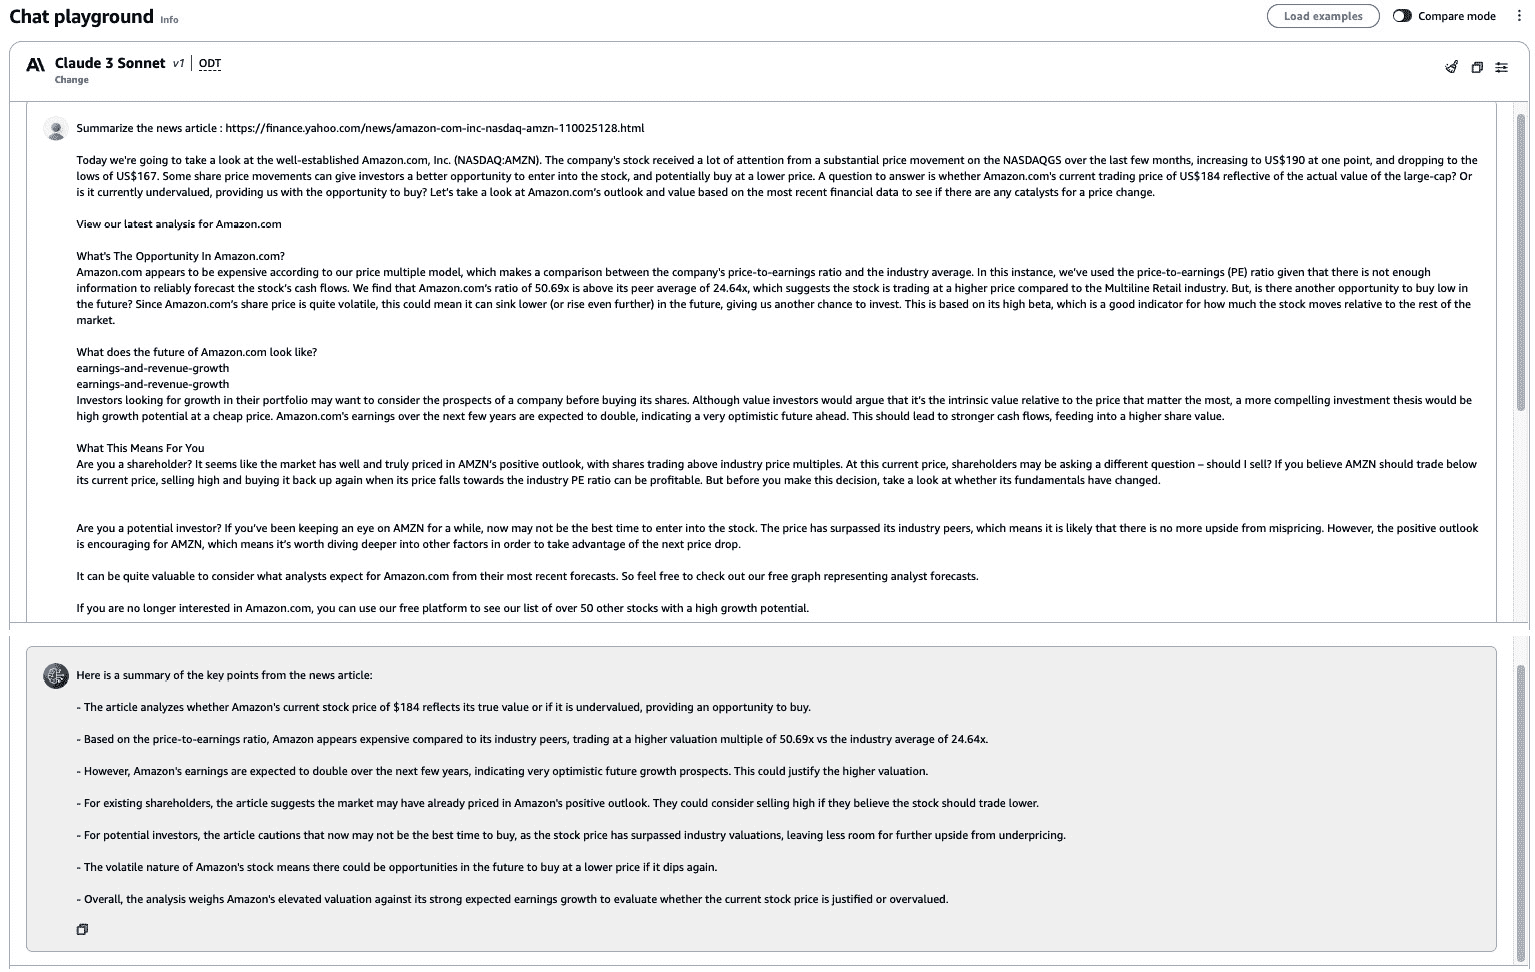 Chat playground Info
Load examples
Compare mode
Claude 3 Sonnet v1 | ODT
Change
Summarize the news article : https://finance.yahoo.com/news/amazon-com-inc-nasdaq-amzn-110025128.html
Today we're going to take a look at the well-established Amazon.com, Inc. (NASDAQ:AMZN). The company's stock received a lot of attention from a substantial price movement on the NASDAQGS over the last few months, increasing to US$190 at one point, and dropping to the
lows of US$167. Some share price movements can give investors a better opportunity to enter into the stock, and potentially buy at a lower price. A question to answer is whether Amazon.com's current trading price of US$184 reflective of the actual value of the large-cap? Or
is it currently undervalued, providing us with the opportunity to buy? Let's take a look at Amazon.com's outlook and value based on the most recent financial data to see if there are any catalysts for a price change.
View our latest analysis for Amazon.com
What's The Opportunity In Amazon.com?
Amazon.com appears to be expensive according to our price multiple model, which makes a comparison between the company's price-to-earnings ratio and the industry average. In this instance, we've used the price-to-earnings (PE) ratio given that there is not enough
information to reliably forecast the stock's cash flows. We find that Amazon.com's ratio of 50.69x is above its peer average of 24.64x, which suggests the stock is trading at a higher price compared to the Multiline Retail industry. But, is there another opportunity to buy low in
the future? Since Amazon.com's share price is quite volatile, this could mean it can sink lower (or rise even further) in the future, giving us another chance to invest. This is based on its high beta, which is a good indicator for how much the stock moves relative to the rest of the
market.
What does the future of Amazon.com look like?
earnings-and-revenue-growth
earnings-and-revenue-growth
Investors looking for growth in their portfolio may want to consider the prospects of a company before buying its shares. Although value investors would argue that it's the intrinsic value relative to the price that matter the most, a more compelling investment thesis would be
high growth potential at a cheap price. Amazon.com's earnings over the next few years are expected to double, indicating a very optimistic future ahead. This should lead to stronger cash flows, feeding into a higher share value.
What This Means For You
Are you a shareholder? It seems like the market has well and truly priced in AMZN's positive outlook, with shares trading above industry price multiples. At this current price, shareholders may be asking a different question – should I sell? If you believe AMZN should trade below
its current price, selling high and buying it back up again when its price falls towards the industry PE ratio can be profitable. But before you make this decision, take a look at whether its fundamentals have changed.
Are you a potential investor? If you've been keeping an eye on AMZN for a while, now may not be the best time to enter into the stock. The price has surpassed its industry peers, which means it is likely that there is no more upside from mispricing. However, the positive outlook
is encouraging for AMZN, which means it's worth diving deeper into other factors in order to take advantage of the next price drop.
It can be quite valuable to consider what analysts expect for Amazon.com from their most recent forecasts. So feel free to check out our free graph representing analyst forecasts.
If you are no longer interested in Amazon.com, you can use our free platform to see our list of over 50 other stocks with a high growth potential.
Here is a summary of the key points from the news article:
- The article analyzes whether Amazon's current stock price of $184 reflects its true value or if it is undervalued, providing an opportunity to buy.
- Based on the price-to-earnings ratio, Amazon appears expensive compared to its industry peers, trading at a higher valuation multiple of 50.69x vs the industry average of 24.64x.
- However, Amazon's earnings are expected to double over the next few years, indicating very optimistic future growth prospects. This could justify the higher valuation.
- For existing shareholders, the article suggests the market may have already priced in Amazon's positive outlook. They could consider selling high if they believe the stock should trade lower.
- For potential investors, the article cautions that now may not be the best time to buy, as the stock price has surpassed industry valuations, leaving less room for further upside from underpricing.
- The volatile nature of Amazon's stock means there could be opportunities in the future to buy at a lower price if it dips again.
- Overall, the analysis weighs Amazon's elevated valuation against its strong expected earnings growth to evaluate whether the current stock price is justified or overvalued.